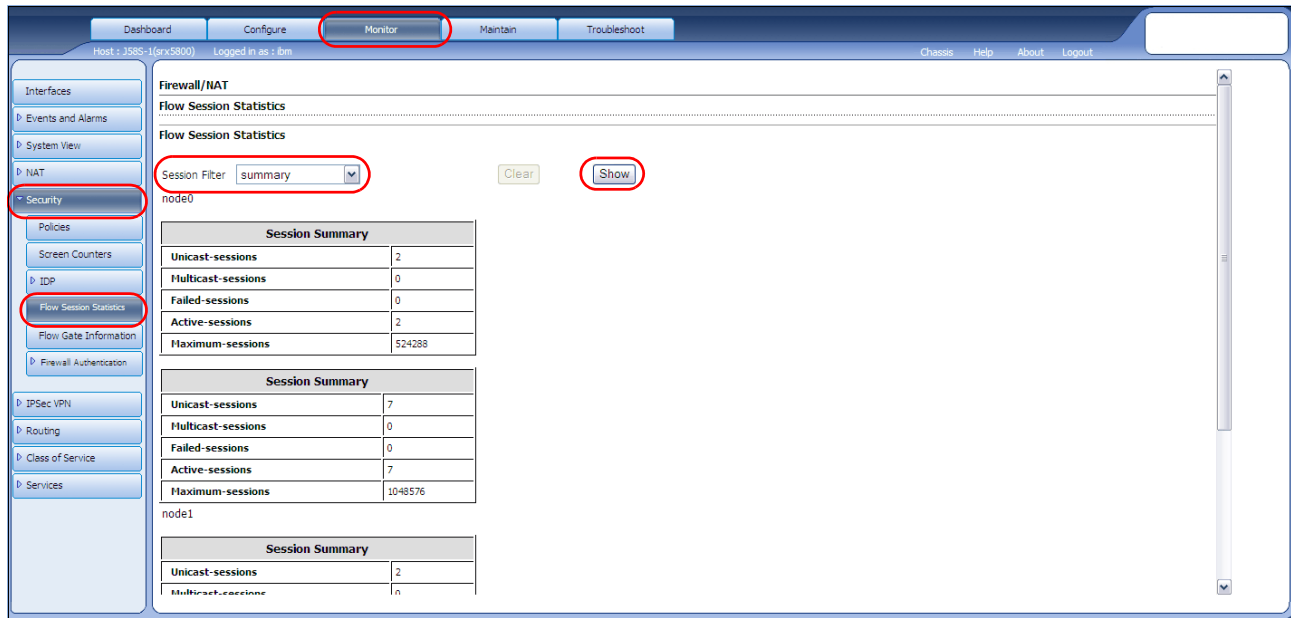 Dashboard Configure Monitor Maintain Troubleshoot
Host : J58S-1(srx5800) Logged in as : ibm Chassis Help About Logout
Interfaces
Events and Alarms
System View
NAT
Security
Policies
Screen Counters
IDP
Flow Session Statistics
Flow Gate Information
Firewall Authentication
IPSec VPN
Routing
Class of Service
Services
Firewall/NAT
Flow Session Statistics
Flow Session Statistics
Session Filter summary Clear Show
node0
Session Summary
Unicast-sessions 2
Multicast-sessions 0
Failed-sessions 0
Active-sessions 2
Maximum-sessions 524288
Session Summary
Unicast-sessions 7
Multicast-sessions 0
Failed-sessions 0
Active-sessions 7
Maximum-sessions 1048576
node1
Session Summary
Unicast-sessions 2
Multicast-sessions 0